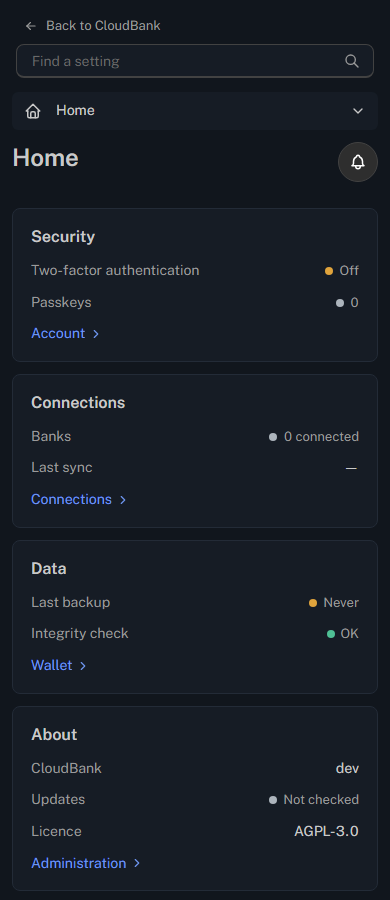 Back to CloudBank
Find a setting
Home
Home
Security
Two-factor authentication Off
Passkeys 0
Account
Connections
Banks 0 connected
Last sync —
Connections
Data
Last backup Never
Integrity check OK
Wallet
About
CloudBank dev
Updates Not checked
Licence AGPL-3.0
Administration